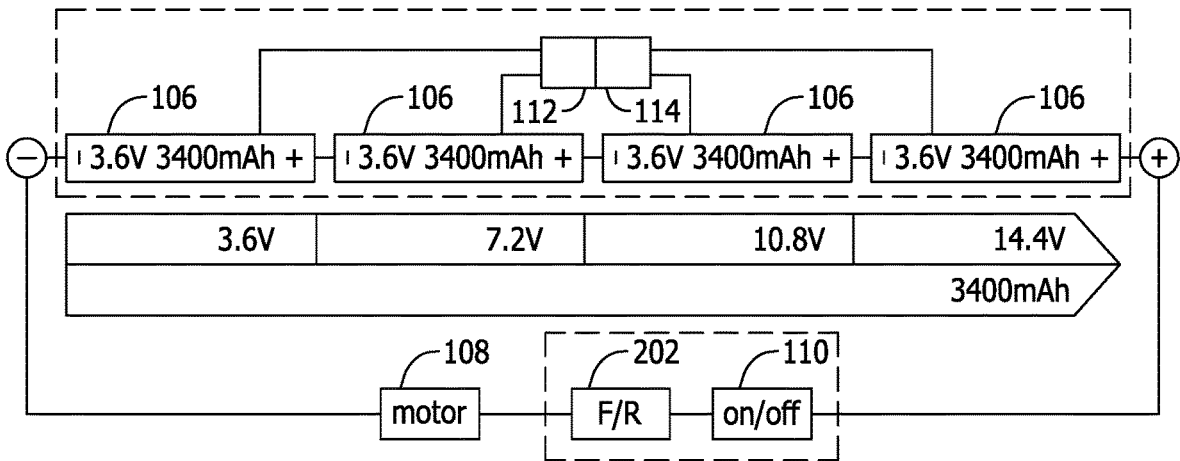 106 106 112 114 106 106
− ı 3.6V 3400mAh + ı 3.6V 3400mAh + ı 3.6V 3400mAh + ı 3.6V 3400mAh + +
3.6V 7.2V 10.8V 14.4V
3400mAh
108 202 110
motor F/R on/off